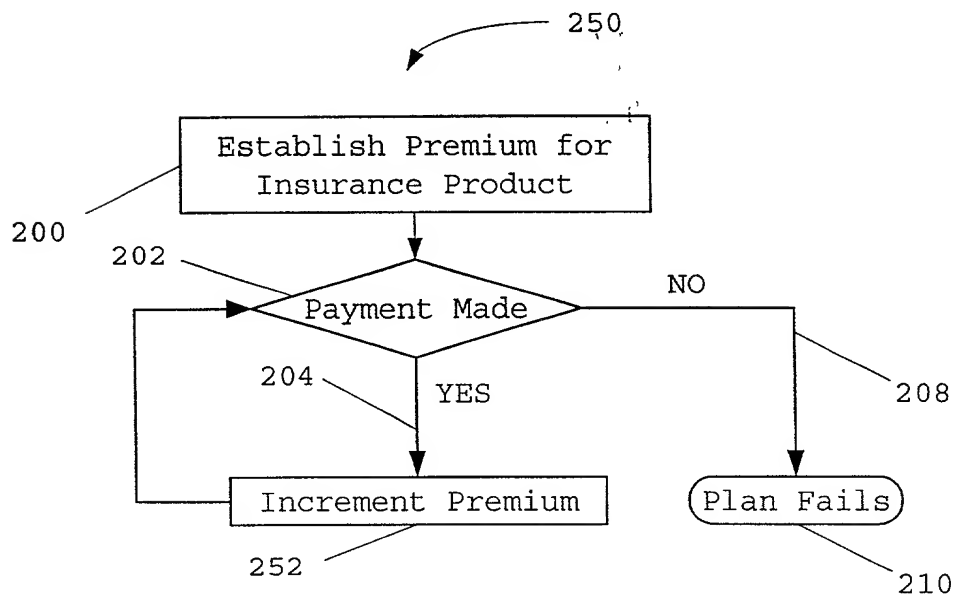 250
Establish Premium for
Insurance Product
200
202
Payment Made
NO
204
YES
208
Increment Premium
Plan Fails
252
210